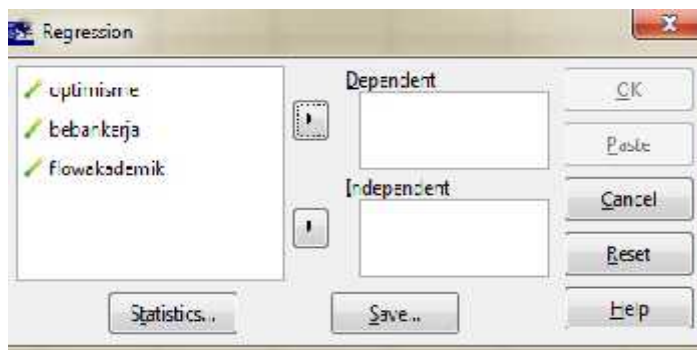 Regression
optimisme
bebankerja
flowakademik
Dependent
Independent
OK
Paste
Cancel
Reset
Help
Statistics...
Save...